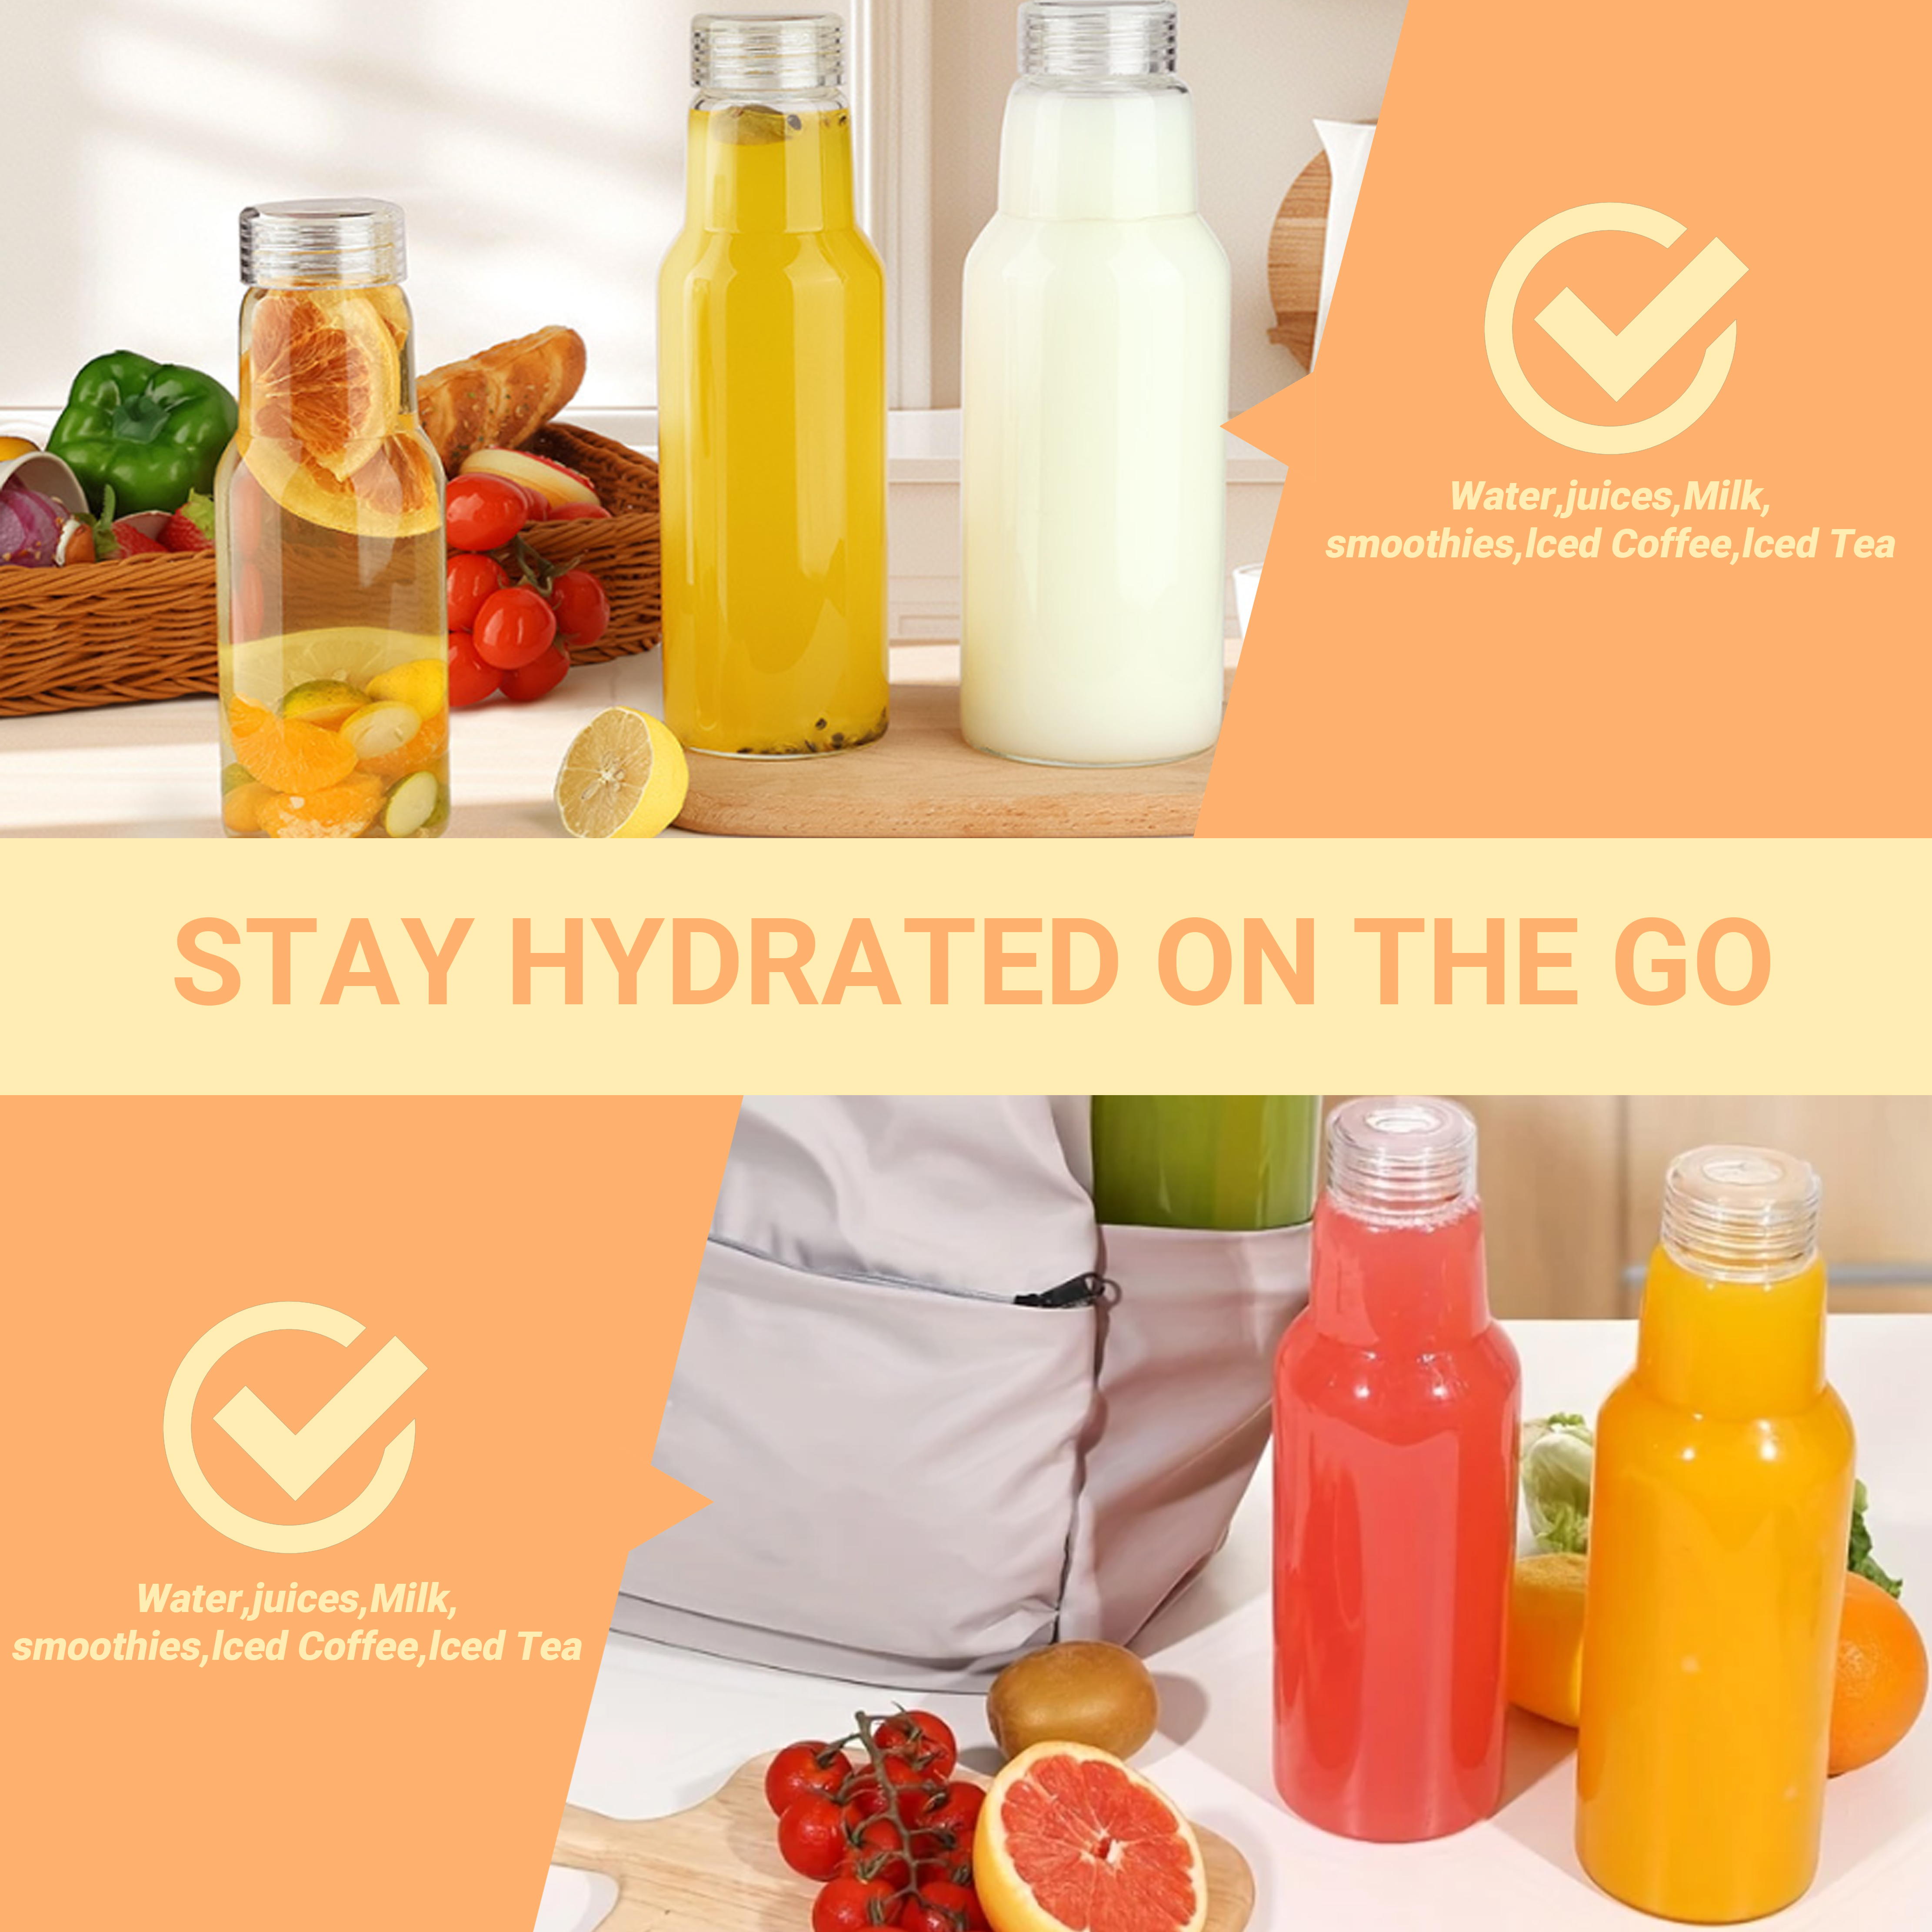 Water,juices,Milk,
smoothies,Iced Coffee,Iced Tea
STAY HYDRATED ON THE GO
Water,juices,Milk,
smoothies,Iced Coffee,Iced Tea